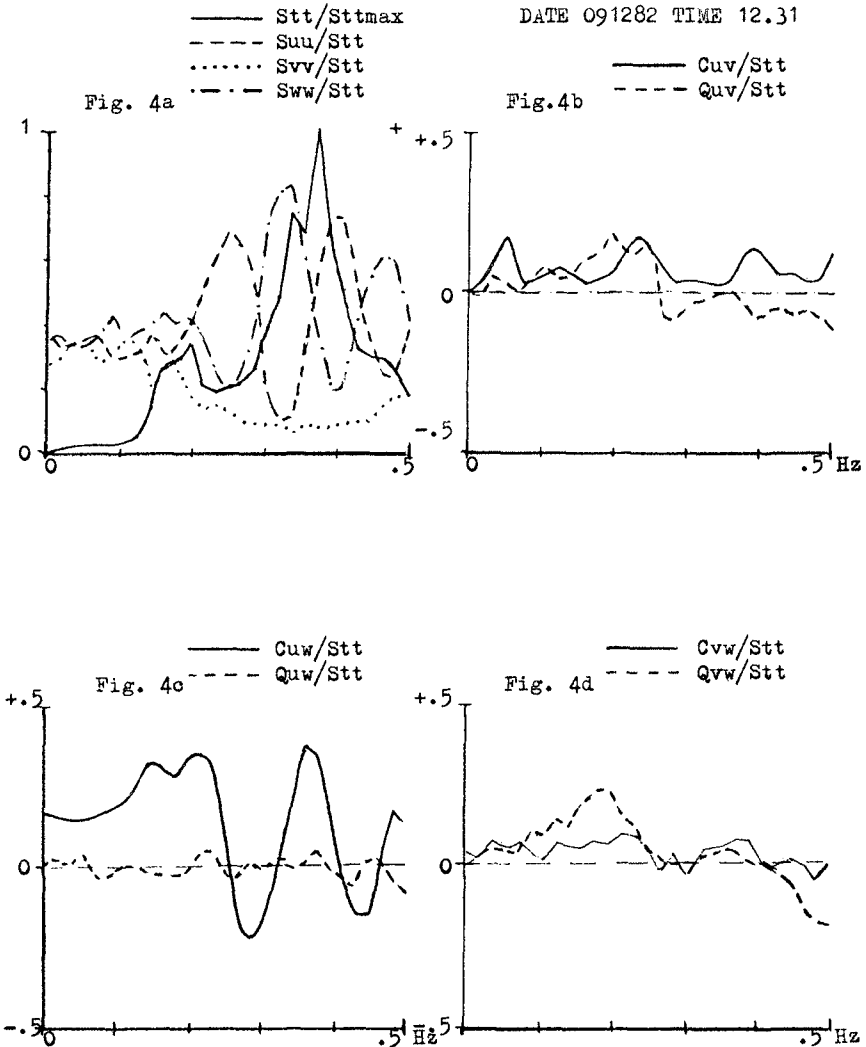 Stt/Sttmax
Suu/Stt
Svv/Stt
Sww/Stt
DATE 091282 TIME 12.31
Cuv/Stt
Quv/Stt
Fig. 4a
Fig.4b
1
+
+.5
0
0
-.5
0
.5
0
.5 Hz
Cuw/Stt
Quw/Stt
Cvw/Stt
Qvw/Stt
Fig. 4c
Fig. 4d
+.5
+.5
0
0
-.5
0
.5 Hz
-.5
0
.5 Hz